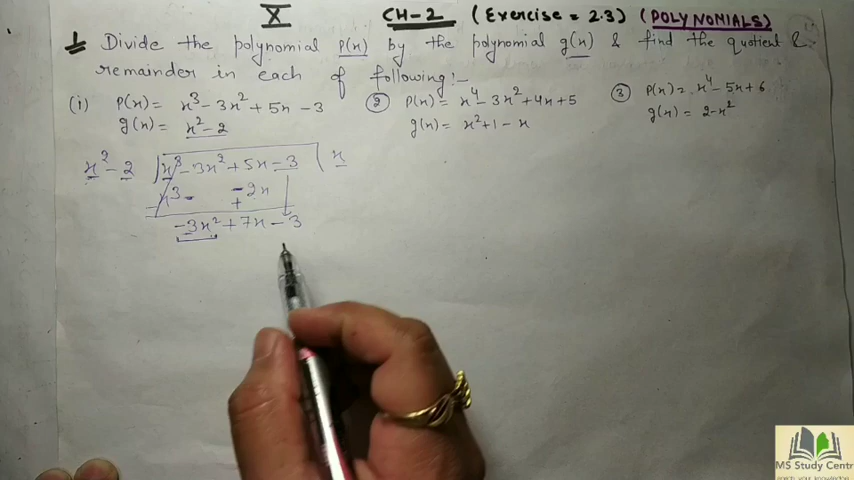 X CH-2 (Exercise = 2.3) (POLYNONIALS)
1 Divide the polynomial p(x) by the polynomial g(x) & find the quotient &
remainder in each of following:-
(i) p(x) = x³-3x²+5x-3
g(x) = x²-2
② p(x) = x⁴-3x²+4x+5
g(x) = x²+1-x
③ p(x) = x⁴-5x+6
g(x) = 2-x²
x²-2 x³-3x²+5x-3 x
x³ -2x
- +
-3x²+7x-3
MS Study Centr